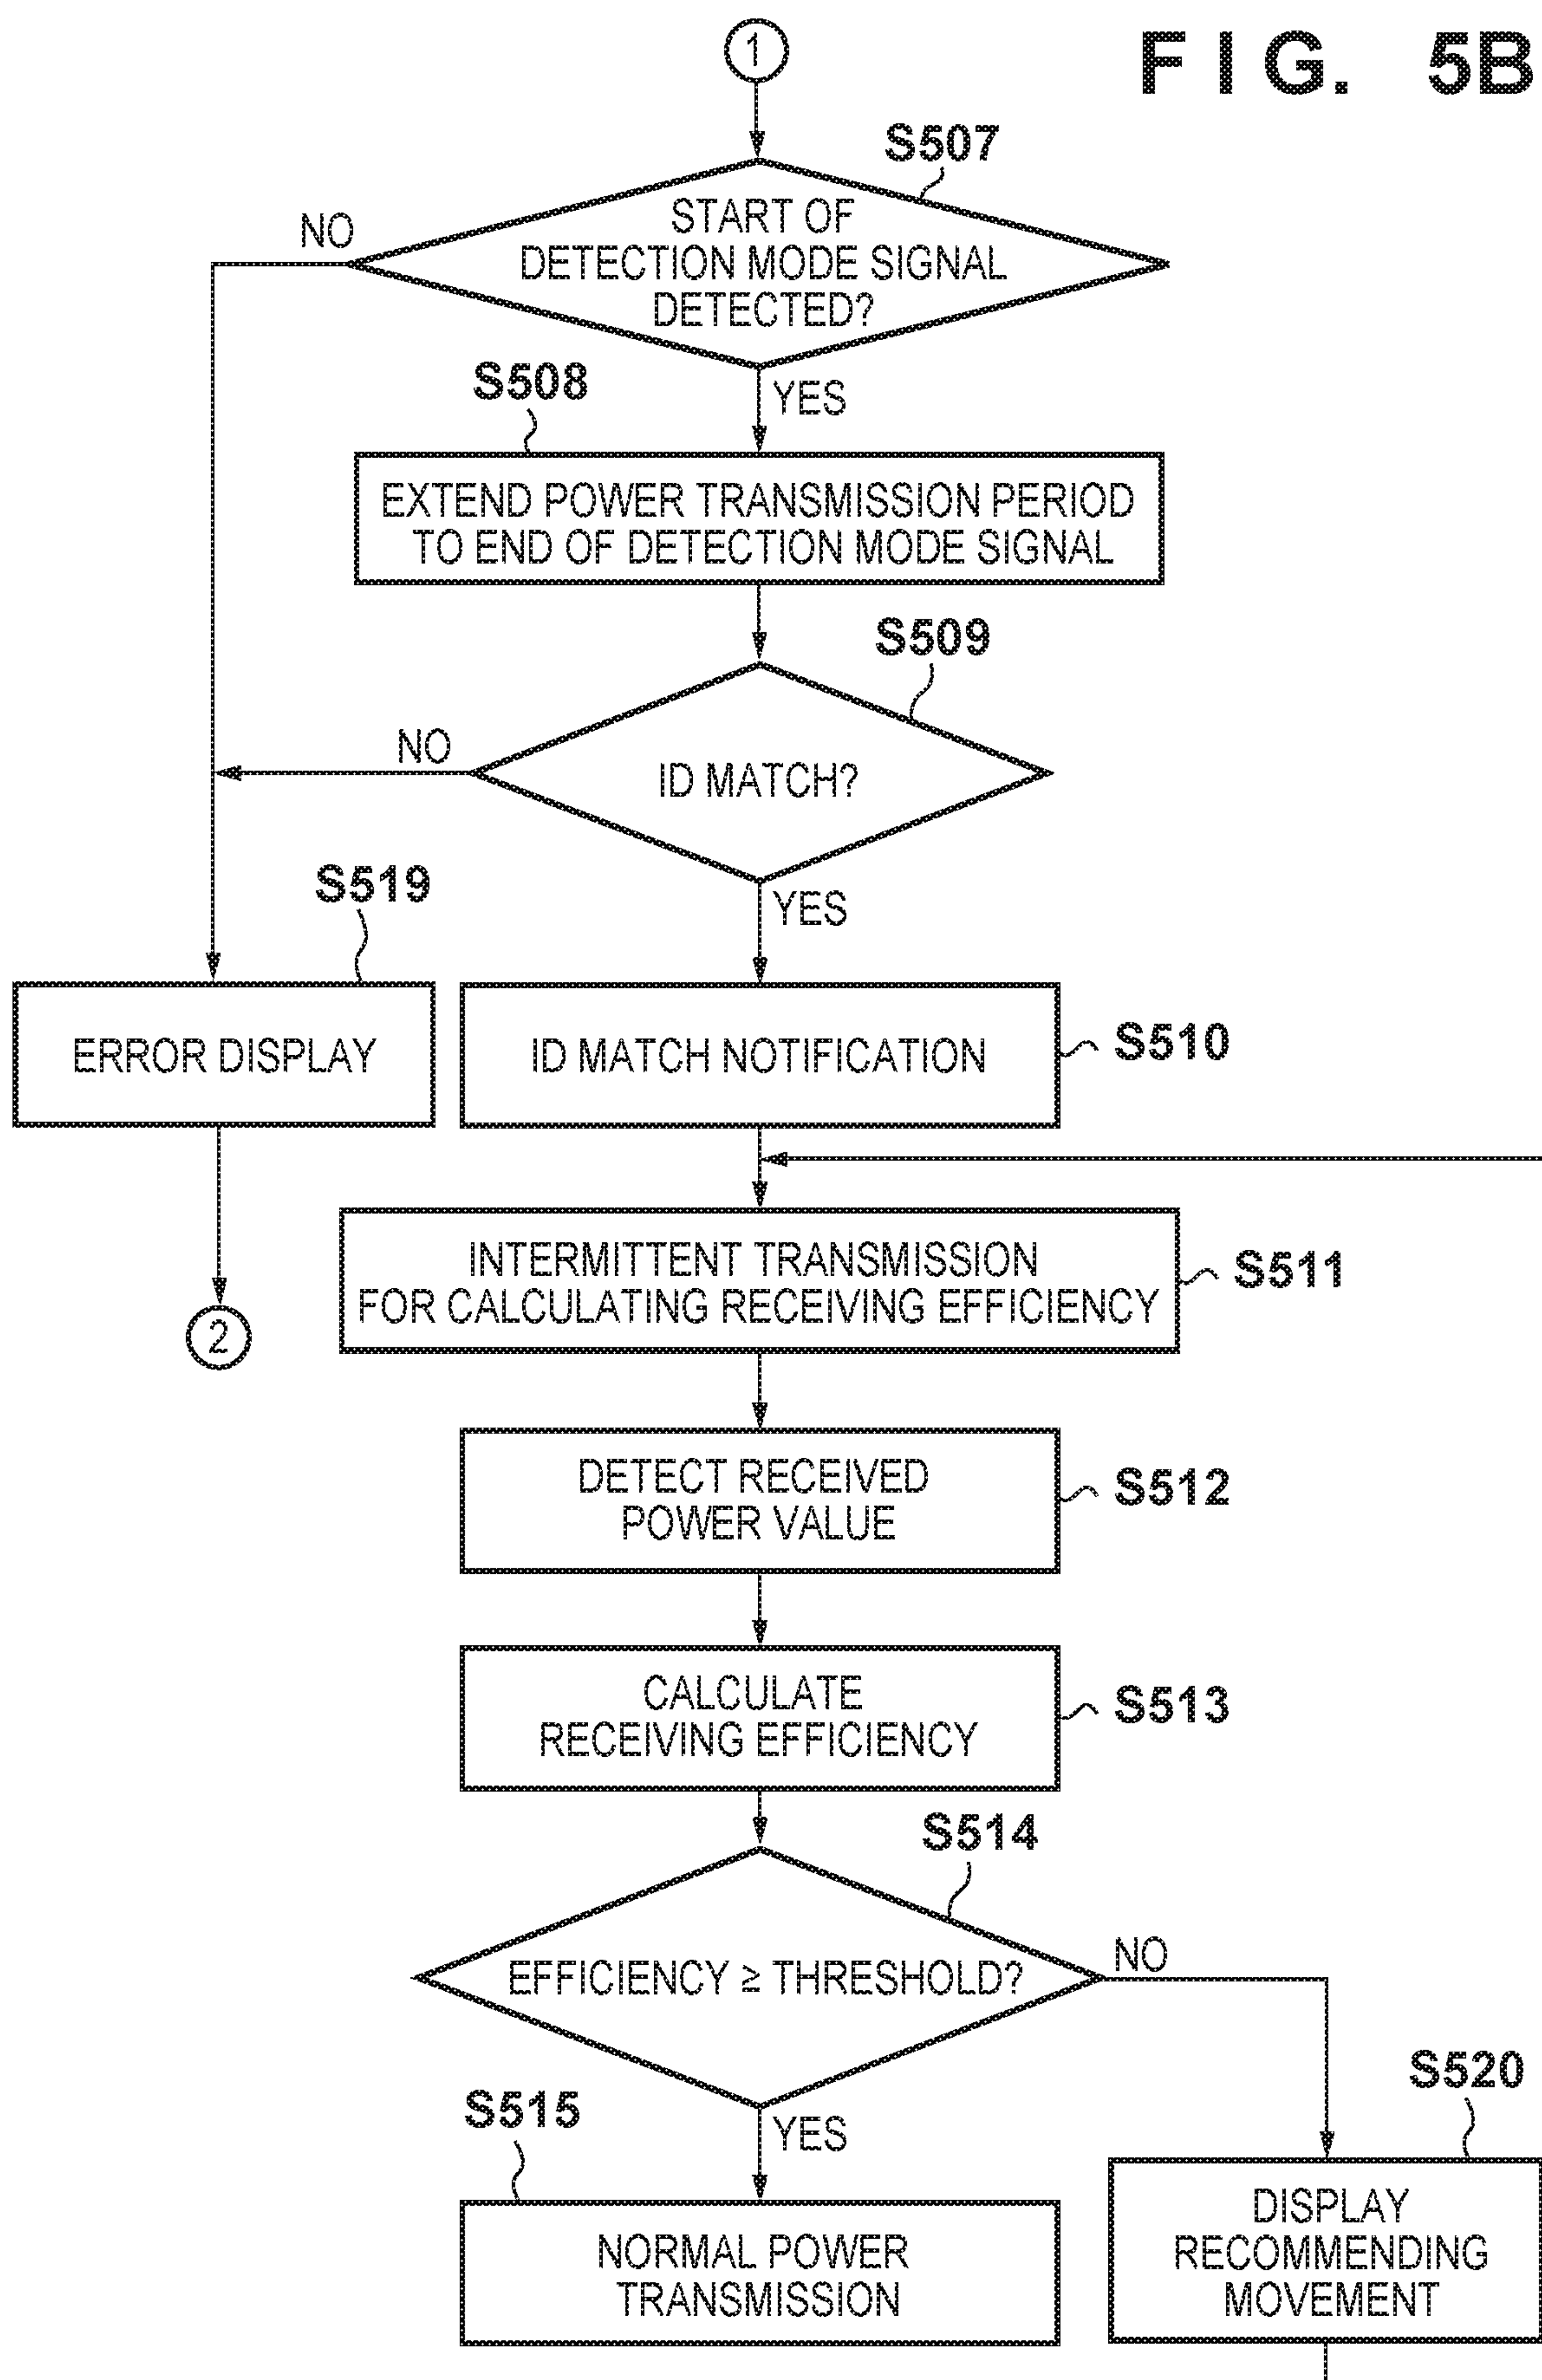 1
F I G. 5B
S507
START OF
DETECTION MODE SIGNAL
DETECTED?
NO
YES
S508
EXTEND POWER TRANSMISSION PERIOD
TO END OF DETECTION MODE SIGNAL
S509
ID MATCH?
NO
YES
S519
ERROR DISPLAY
2
ID MATCH NOTIFICATION
S510
INTERMITTENT TRANSMISSION
FOR CALCULATING RECEIVING EFFICIENCY
S511
DETECT RECEIVED
POWER VALUE
S512
CALCULATE
RECEIVING EFFICIENCY
S513
S514
EFFICIENCY ≥ THRESHOLD?
NO
YES
S515
NORMAL POWER
TRANSMISSION
S520
DISPLAY
RECOMMENDING
MOVEMENT